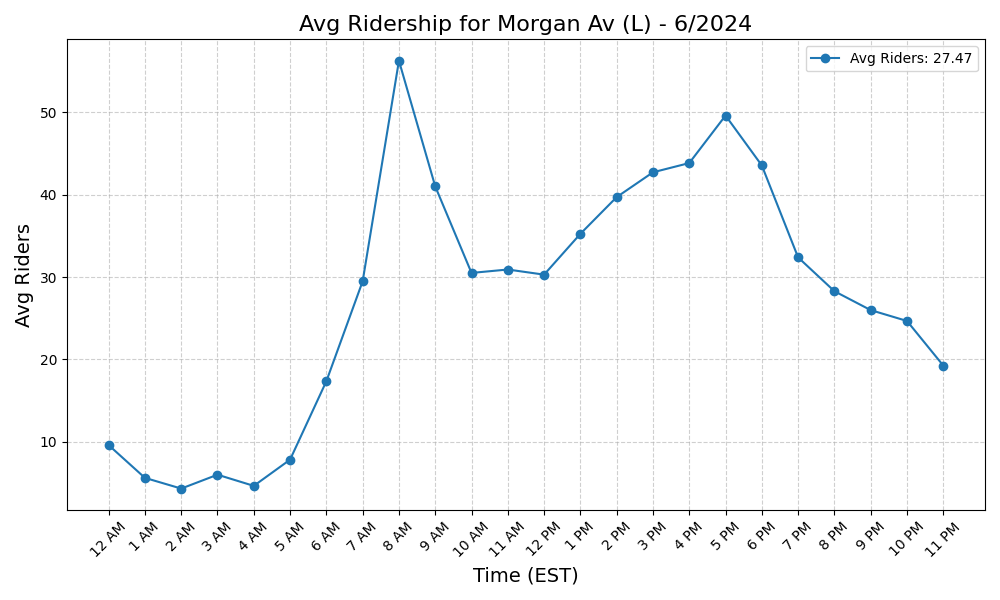 Avg Ridership for Morgan Av (L) - 6/2024
Avg Riders: 27.47
Avg Riders
50
40
30
20
10
12 AM
1 AM
2 AM
3 AM
4 AM
5 AM
6 AM
7 AM
8 AM
9 AM
10 AM
11 AM
12 PM
1 PM
2 PM
3 PM
4 PM
5 PM
6 PM
7 PM
8 PM
9 PM
10 PM
11 PM
Time (EST)